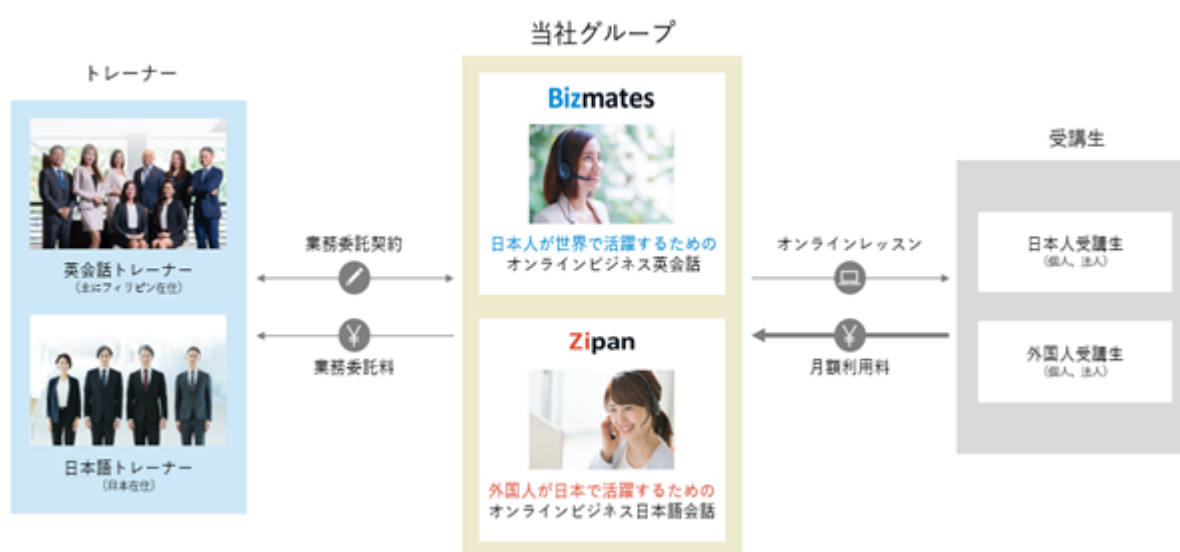 当社グループ
トレーナー
英会話トレーナー
(主にフィリピン在住)
日本語トレーナー
(日本在住)
業務委託契約
¥
業務委託料
Bizmates
日本人が世界で活躍するための
オンラインビジネス英会話
Zipan
外国人が日本で活躍するための
オンラインビジネス日本語会話
オンラインレッスン
¥
月額利用料
受講生
日本人受講生
(個人、法人)
外国人受講生
(個人、法人)